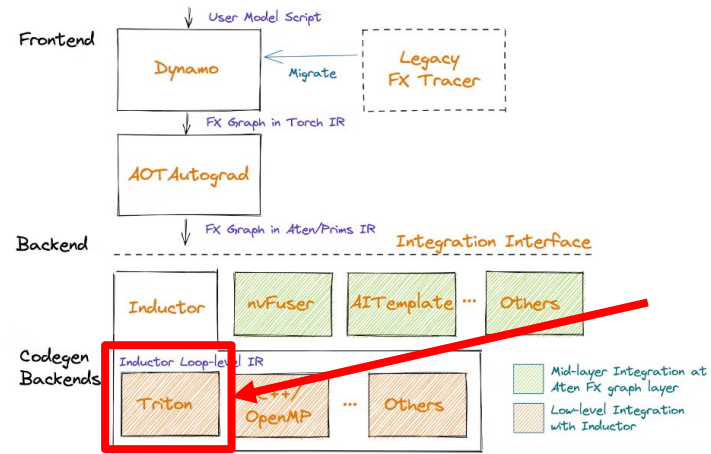 User Model Script
Frontend
Dynamo
Migrate
Legacy
FX Tracer
FX Graph in Torch IR
AOTAutograd
FX Graph in Aten/Prims IR
Backend
Integration Interface
Inductor
nvFuser
AITemplate
...
Others
Codegen
Backends
Inductor Loop-level IR
Triton
C++/
OpenMP
...
Others
Mid-layer Integration at
Aten FX graph layer
Low-level Integration
with Inductor